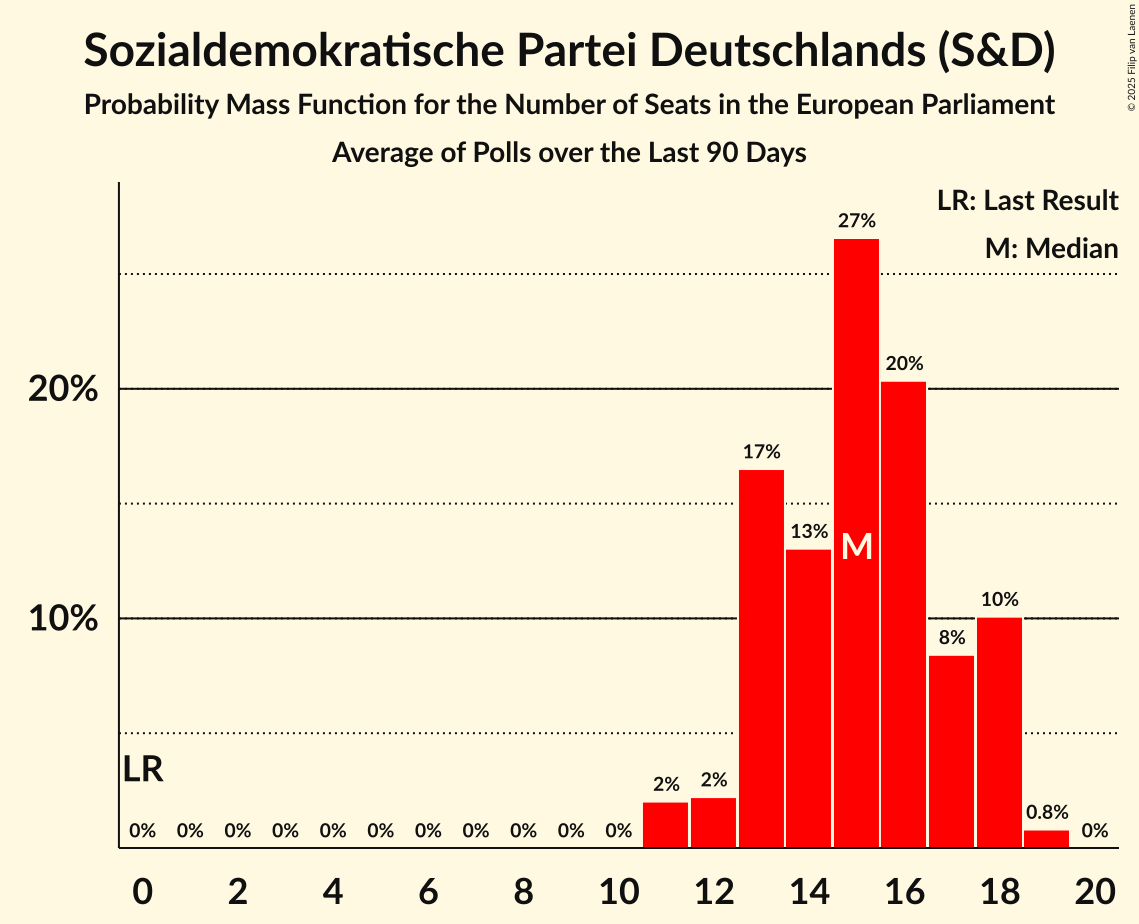 Sozialdemokratische Partei Deutschlands (S&D)
Probability Mass Function for the Number of Seats in the European Parliament
Average of Polls over the Last 90 Days
© 2025 Filip van Laenen
LR: Last Result
M: Median
27%
20%
20%
17%
13%
M
10%
10%
8%
LR
2%
2%
0.8%
0% 0% 0% 0% 0% 0% 0% 0% 0% 0% 0% 0%
0 2 4 6 8 10 12 14 16 18 20